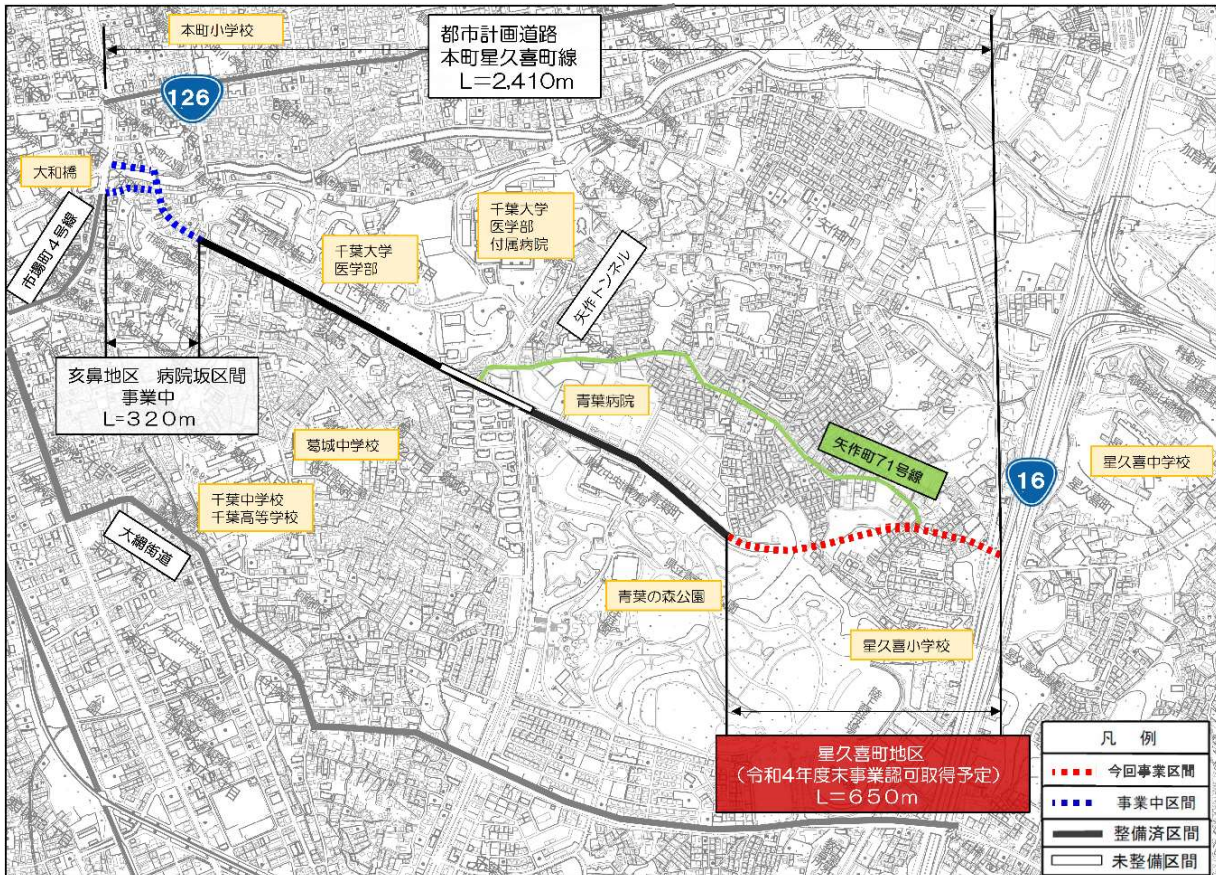 本町小学校
都市計画道路
本町星久喜町線
L=2,410m
126
大和橋
市場町4号線
千葉大学
医学部
付属病院
千葉大学
医学部
矢作トンネル
亥鼻地区 病院坂区間
事業中
L=320m
青葉病院
葛城中学校
矢作町71号線
16
星久喜中学校
千葉中学校
千葉高等学校
大網街道
青葉の森公園
星久喜小学校
星久喜町地区
(令和4年度末事業認可取得予定)
L=650m
凡 例
今回事業区間
事業中区間
整備済区間
未整備区間